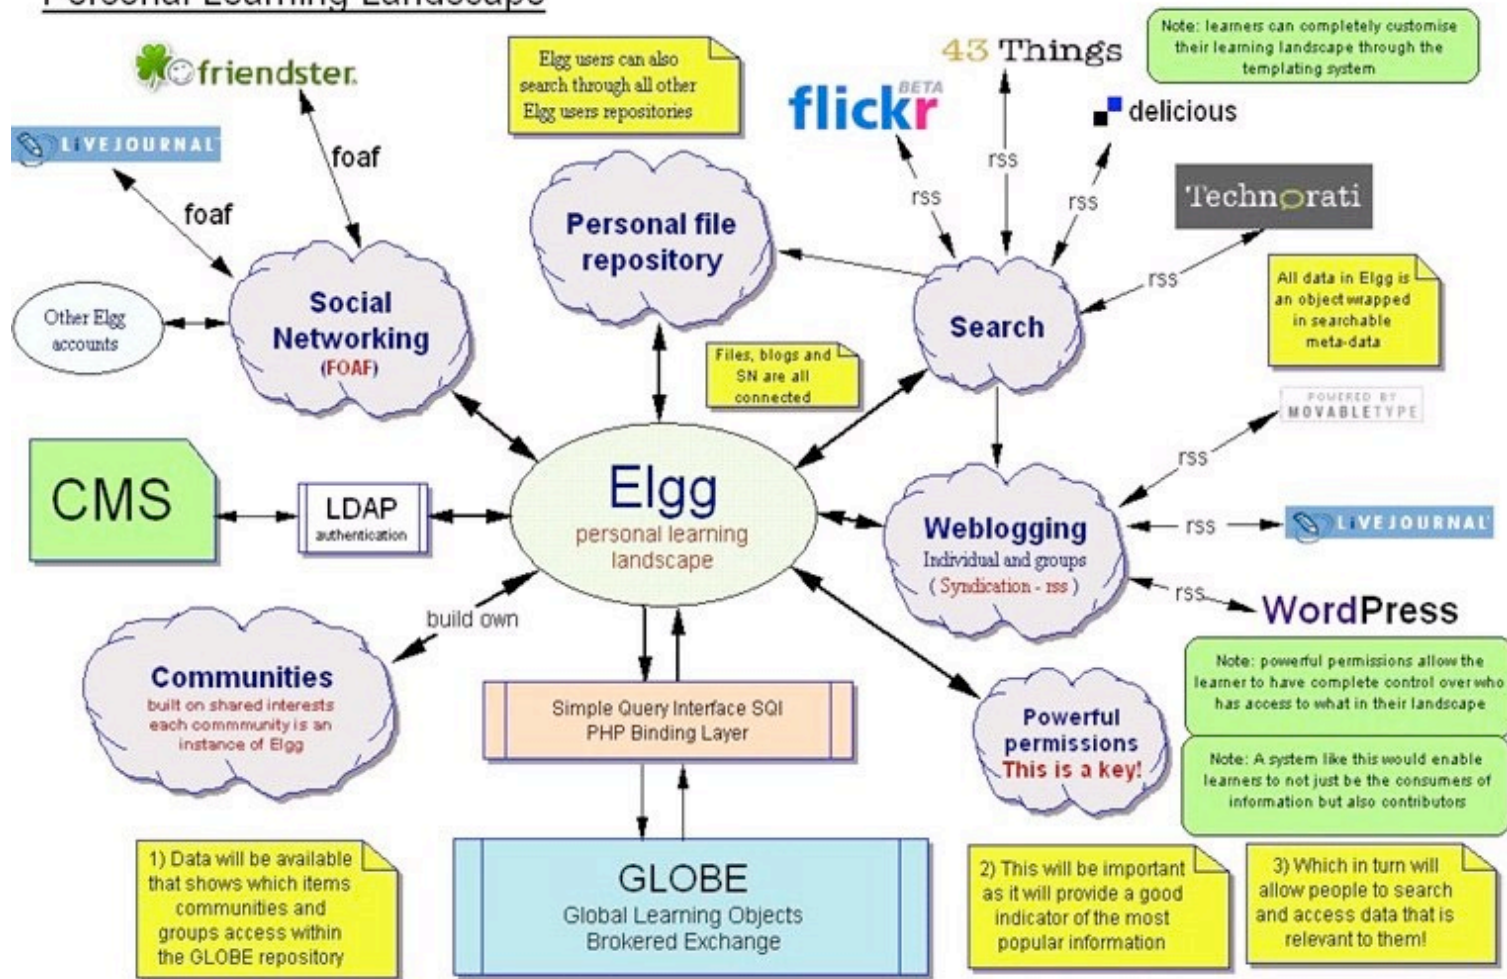 Personal Learning Landscape
friendster.
LiVEJOURNAL
foaf
foaf
Elgg users can also
search through all other
Elgg users repositories
43 Things
flickr
BETA
delicious
Note: learners can completely customise
their learning landscape through the
templating system
rss
rss
rss
Technorati
rss
Personal file
repository
Social
Networking
(FOAF)
Other Elgg
accounts
Search
All data in Elgg is
an object wrapped
in searchable
meta-data
Files, blogs and
SN are all
connected
POWERED BY
MOVABLETYPE
rss
CMS
LDAP
authentication
Elgg
personal learning
landscape
Weblogging
Individual and groups
( Syndication - rss )
rss
LiVEJOURNAL
rss
WordPress
build own
Communities
built on shared interests
each commmunity is an
instance of Elgg
Simple Query Interface SQI
PHP Binding Layer
Powerful
permissions
This is a key!
Note: powerful permissions allow the
learner to have complete control over who
has access to what in their landscape
Note: A system like this would enable
learners to not just be the consumers of
information but also contributors
1) Data will be available
that shows which items
communities and
groups access within
the GLOBE repository
GLOBE
Global Learning Objects
Brokered Exchange
2) This will be important
as it will provide a good
indicator of the most
popular information
3) Which in turn will
allow people to search
and access data that is
relevant to them!